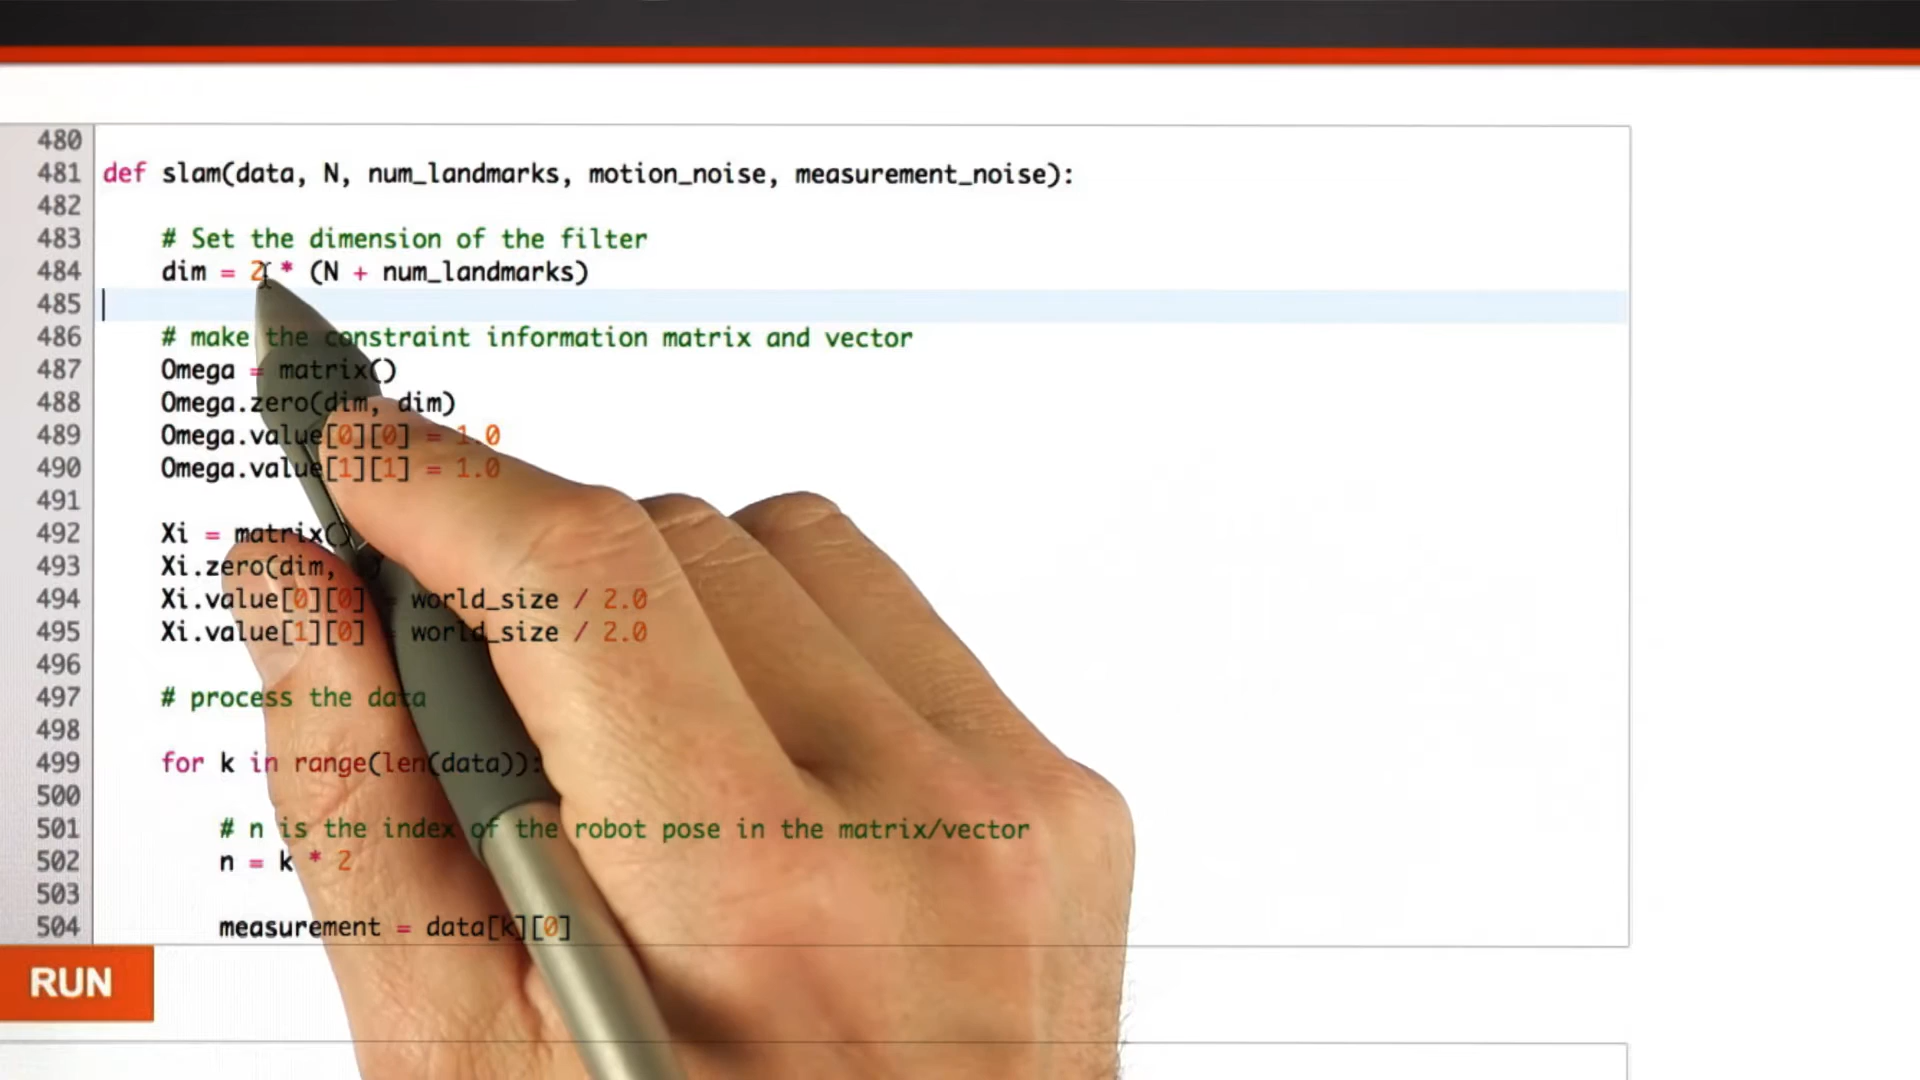 480
481 def slam(data, N, num_landmarks, motion_noise, measurement_noise):
482
483 # Set the dimension of the filter
484 dim = 2 * (N + num_landmarks)
485
486 # make the constraint information matrix and vector
487 Omega = matrix()
488 Omega.zero(dim, dim)
489 Omega.value[0][0] = 1.0
490 Omega.value[1][1] = 1.0
491
492 Xi = matrix()
493 Xi.zero(dim, )
494 Xi.value[0][0] = world_size / 2.0
495 Xi.value[1][0] = world_size / 2.0
496
497 # process the data
498
499 for k in range(len(data)):
500
501 # n is the index of the robot pose in the matrix/vector
502 n = k * 2
503
504 measurement = data[k][0]
RUN